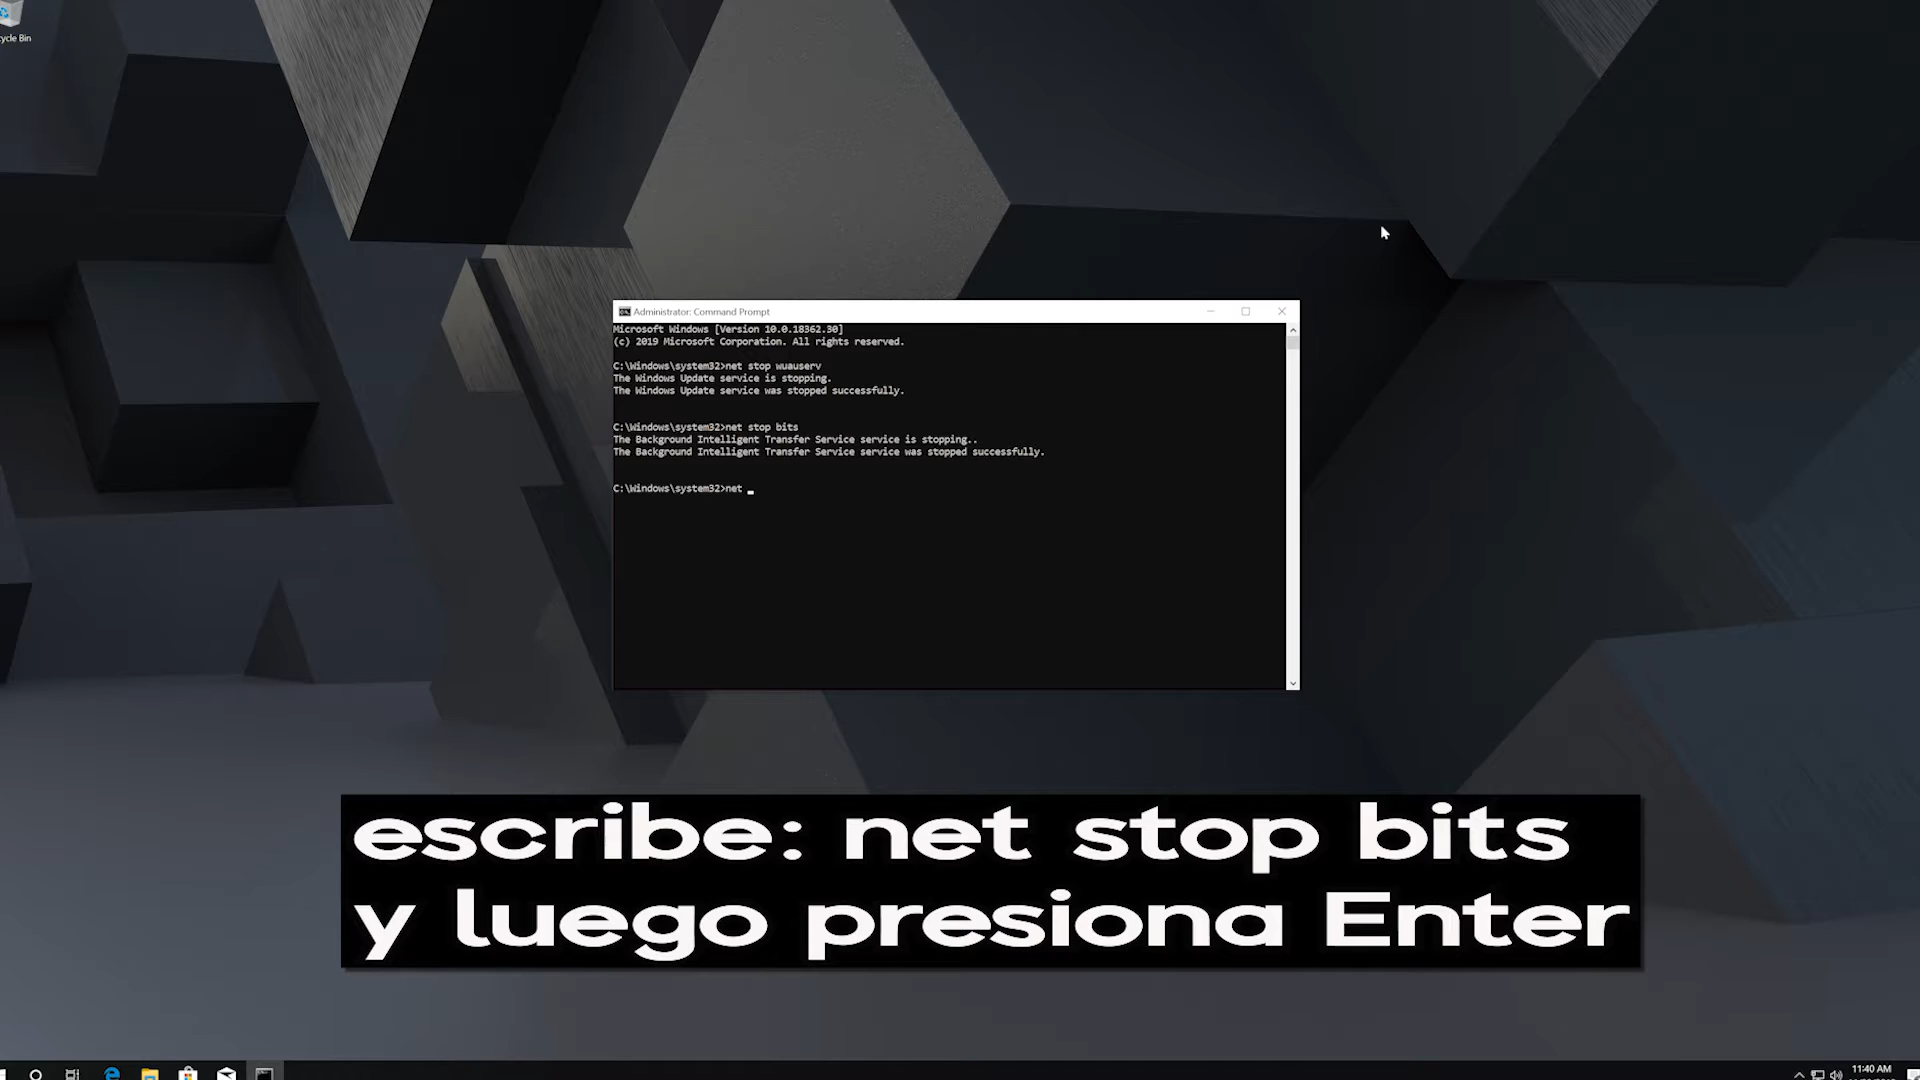 cycle Bin
Administrator: Command Prompt
Microsoft Windows [Version 10.0.18362.30]
(c) 2019 Microsoft Corporation. All rights reserved.
C:\Windows\system32>net stop wuauserv
The Windows Update service is stopping.
The Windows Update service was stopped successfully.
C:\Windows\system32>net stop bits
The Background Intelligent Transfer Service service is stopping..
The Background Intelligent Transfer Service service was stopped successfully.
C:\Windows\system32>net _
escribe: net stop bits
y luego presiona Enter
11:40 AM